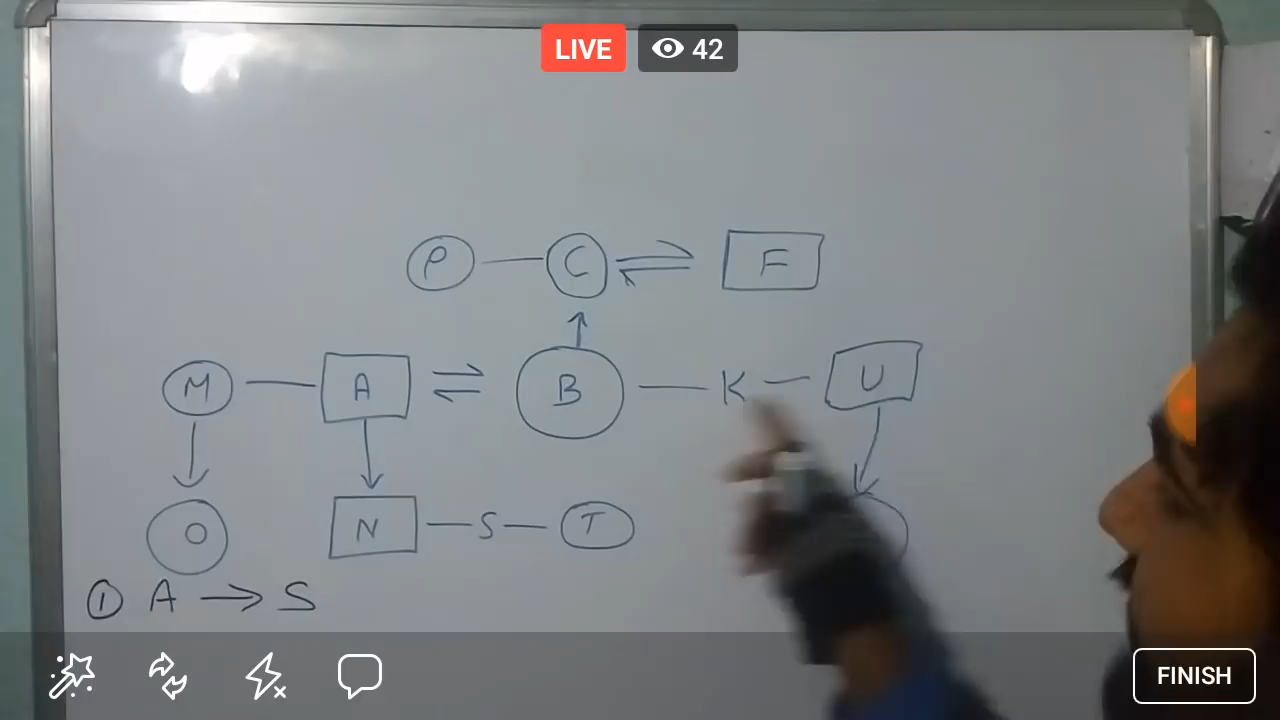 LIVE 42
P C F
M A B K U
O N S T
① A → S
FINISH